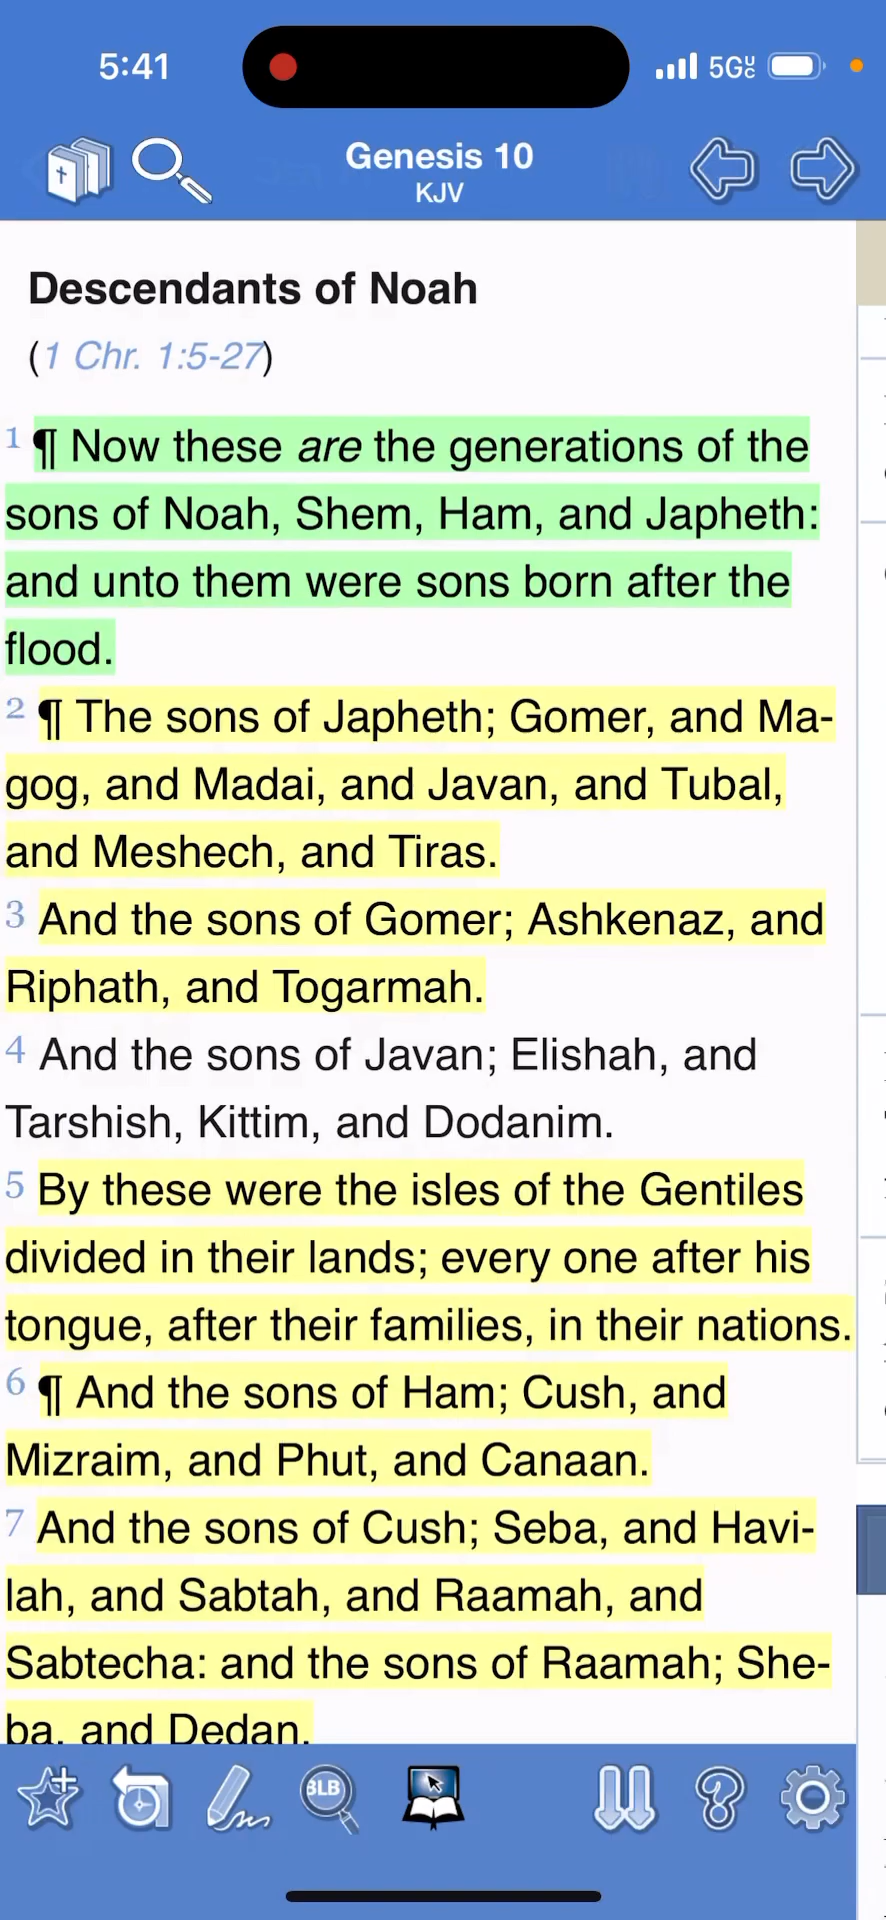 5:41
5G UC
Genesis 10
KJV
Descendants of Noah
(1 Chr. 1:5-27)
1 ¶ Now these are the generations of the
sons of Noah, Shem, Ham, and Japheth:
and unto them were sons born after the
flood.
2 ¶ The sons of Japheth; Gomer, and Ma-
gog, and Madai, and Javan, and Tubal,
and Meshech, and Tiras.
3 And the sons of Gomer; Ashkenaz, and
Riphath, and Togarmah.
4 And the sons of Javan; Elishah, and
Tarshish, Kittim, and Dodanim.
5 By these were the isles of the Gentiles
divided in their lands; every one after his
tongue, after their families, in their nations.
6 ¶ And the sons of Ham; Cush, and
Mizraim, and Phut, and Canaan.
7 And the sons of Cush; Seba, and Havi-
lah, and Sabtah, and Raamah, and
Sabtecha: and the sons of Raamah; She-
ba, and Dedan.
BLB